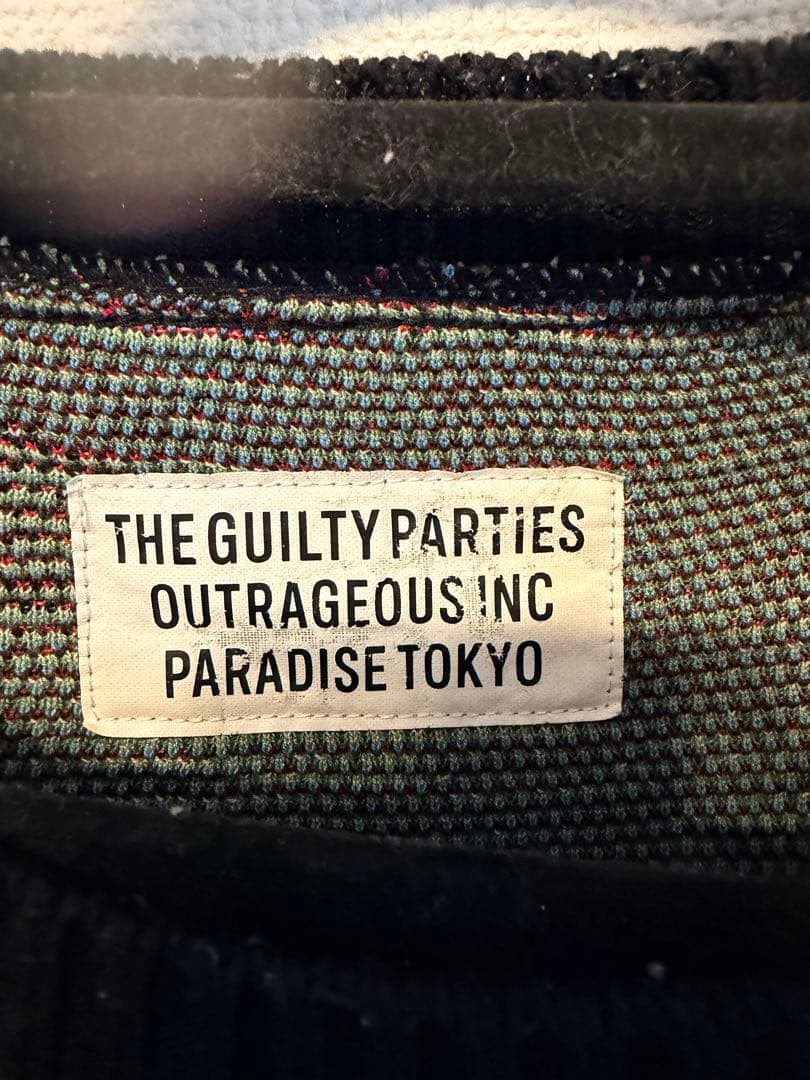 THE GUILTY PARTIES
OUTRAGEOUS INC
PARADISE TOKYO